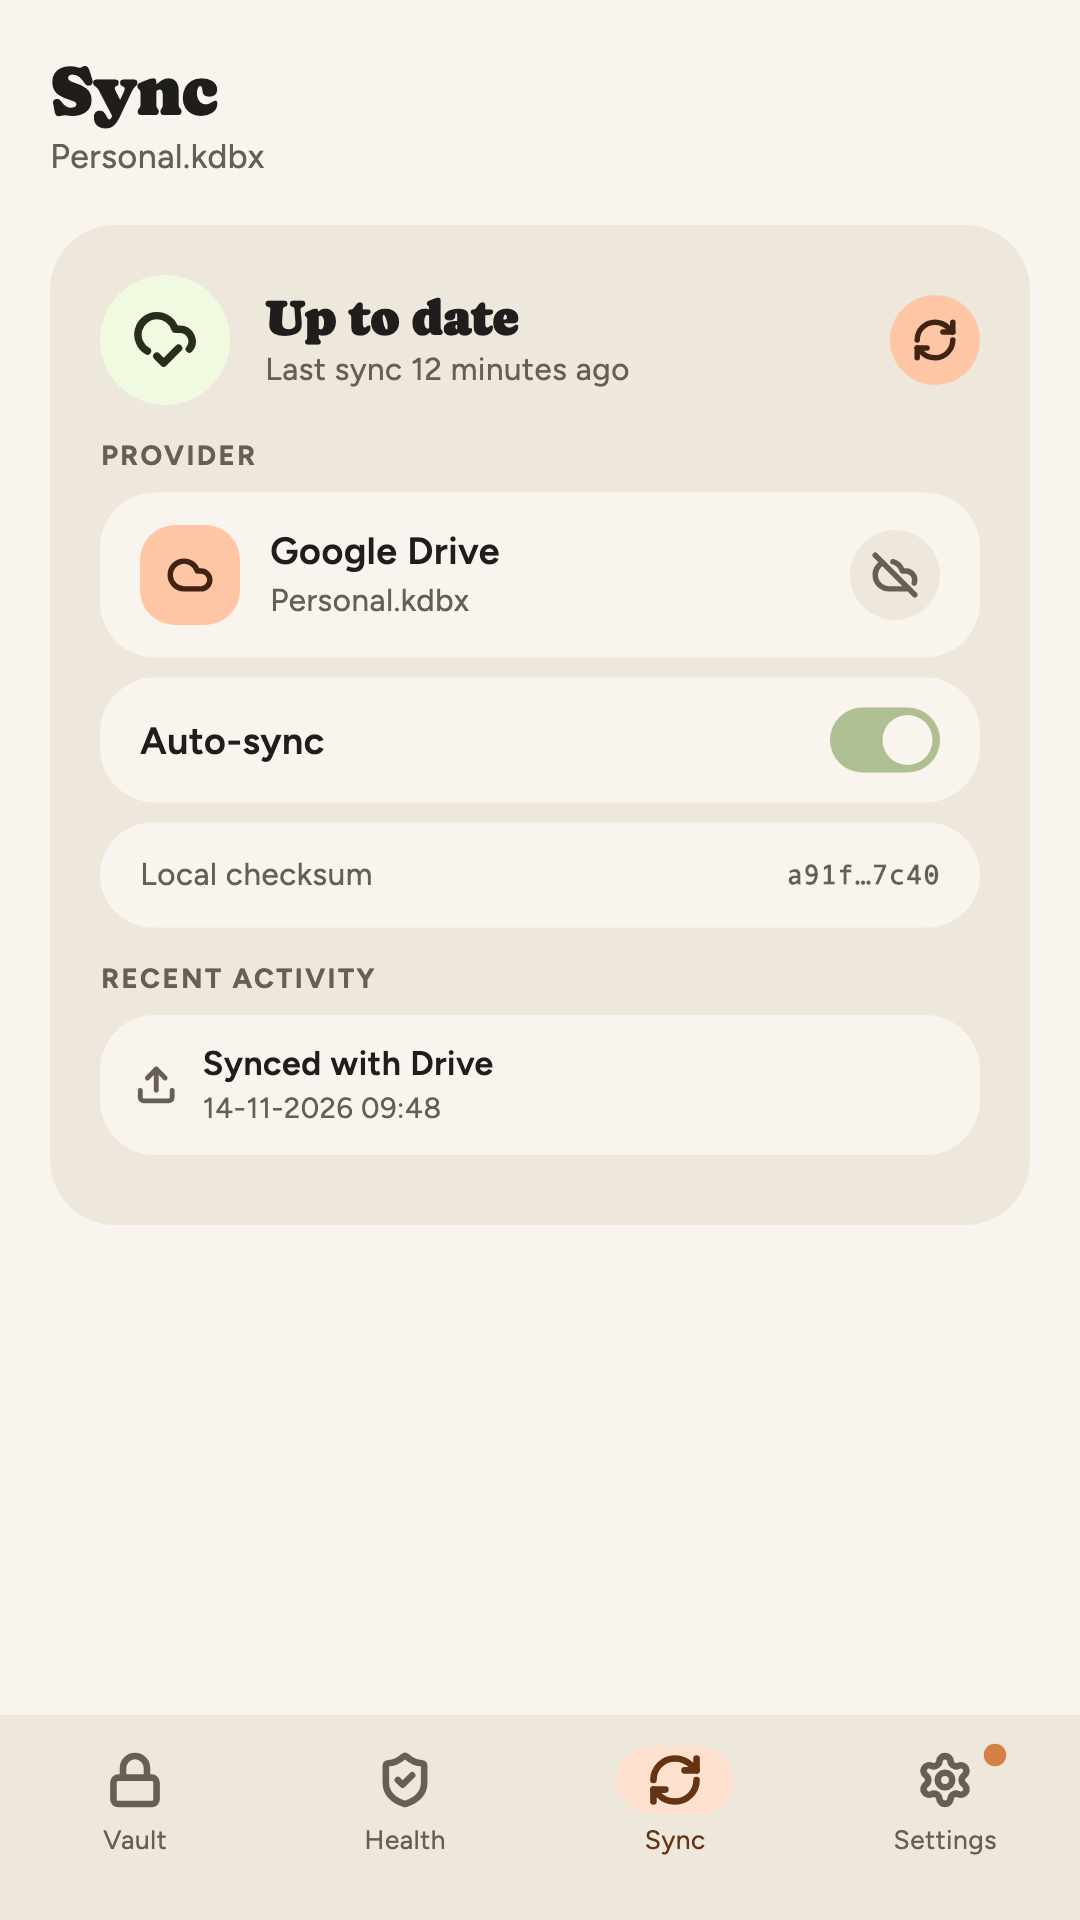 Sync
Personal.kdbx
Up to date
Last sync 12 minutes ago
PROVIDER
Google Drive
Personal.kdbx
Auto-sync
Local checksum
a91f…7c40
RECENT ACTIVITY
Synced with Drive
14-11-2026 09:48
Vault
Health
Sync
Settings